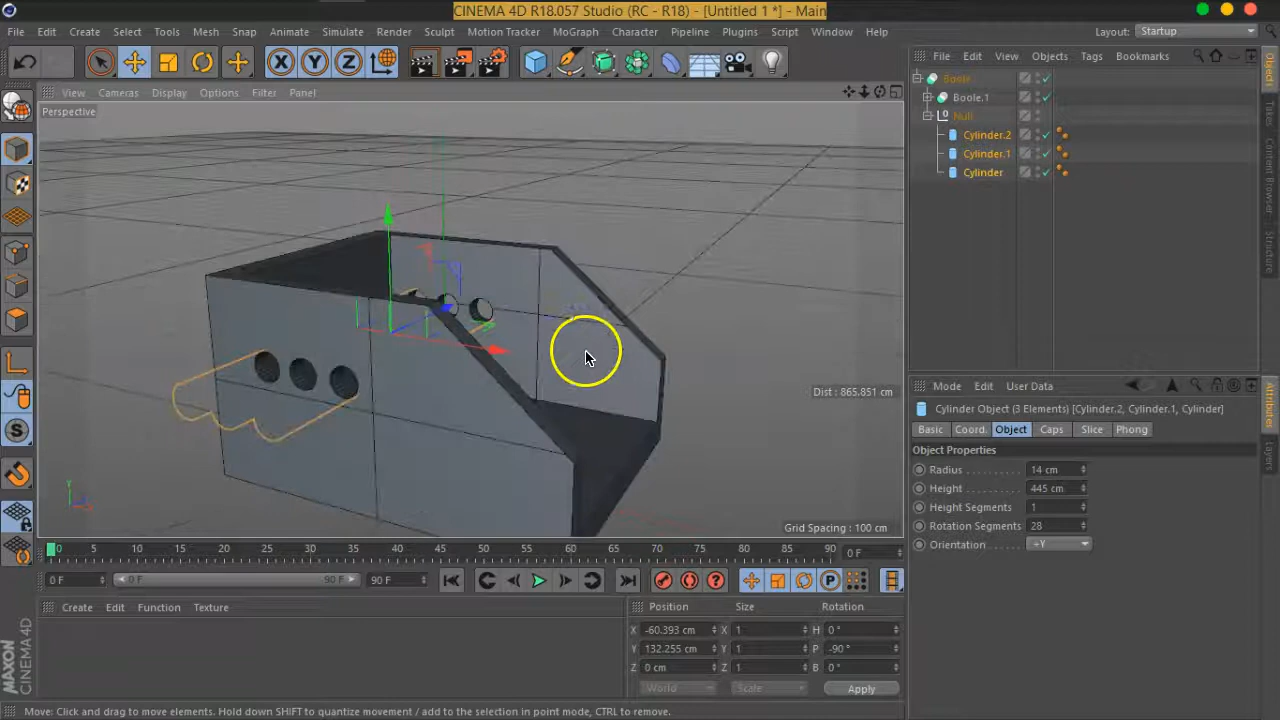 CINEMA 4D R18.057 Studio (RC - R18) - [Untitled 1 *] - Main
File Edit Create Select Tools Mesh Snap Animate Simulate Render Sculpt Motion Tracker MoGraph Character Pipeline Plugins Script Window Help Layout: Startup
X Y Z
File Edit View Objects Tags Bookmarks
View Cameras Display Options Filter Panel
Perspective
Boole
Boole.1
Null
Cylinder.2
Cylinder.1
Cylinder
Objects
Takes
Content Browser
Structure
Dist : 865.851 cm
Grid Spacing : 100 cm
Mode Edit User Data
Cylinder Object (3 Elements) [Cylinder.2, Cylinder.1, Cylinder]
Basic Coord. Object Caps Slice Phong
Object Properties
Radius 14 cm
Height 445 cm
Height Segments 1
Rotation Segments 28
Orientation +Y
Attributes
Layers
0 5 10 15 20 25 30 35 40 45 50 55 60 65 70 75 80 85 90 0 F
0 F 0 F 90 F 90 F
Create Edit Function Texture
Position Size Rotation
X -60.393 cm X 1 H 0 °
Y 132.255 cm Y 1 P -90 °
Z 0 cm Z 1 B 0 °
World Scale Apply
MAXON CINEMA 4D
Move: Click and drag to move elements. Hold down SHIFT to quantize movement / add to the selection in point mode, CTRL to remove.